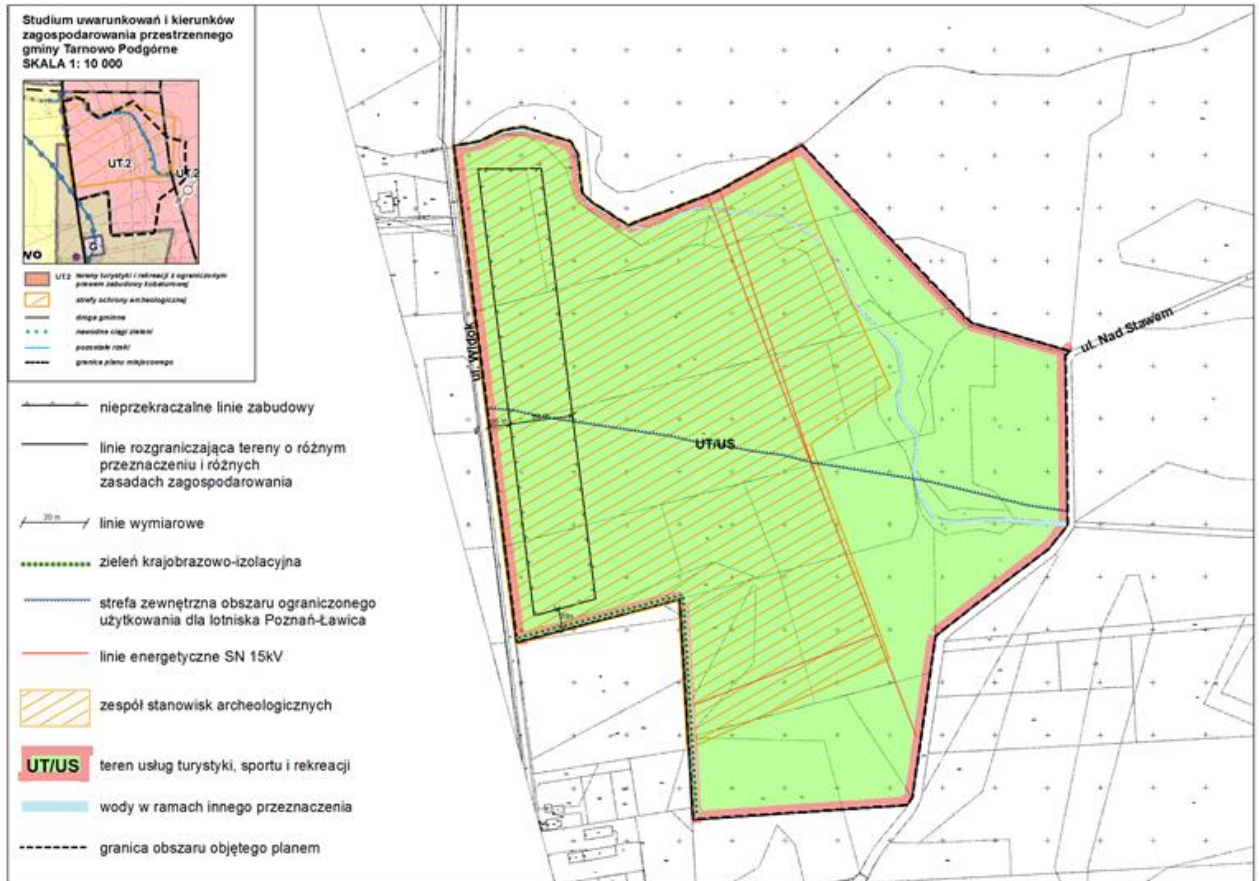 Studium uwarunkowań i kierunków
zagospodarowania przestrzennego
gminy Tarnowo Podgórne
SKALA 1: 10 000
UT.2
UT.2
G
WO
UT.2 tereny turystyki i rekreacji z ograniczonym
prawem zabudowy kubaturowej
strefy ochrony archeologicznej
droga gminna
nawodne ciągi zieleni
pozostałe rzeki
granica planu miejscowego
nieprzekraczalne linie zabudowy
linie rozgraniczająca tereny o różnym
przeznaczeniu i różnych
zasadach zagospodarowania
20 m
linie wymiarowe
zieleń krajobrazowo-izolacyjna
strefa zewnętrzna obszaru ograniczonego
użytkowania dla lotniska Poznań-Ławica
linie energetyczne SN 15kV
zespół stanowisk archeologicznych
UT/US
teren usług turystyki, sportu i rekreacji
wody w ramach innego przeznaczenia
granica obszaru objętego planem
ul. Widok
UT/US
ul. Nad Stawem